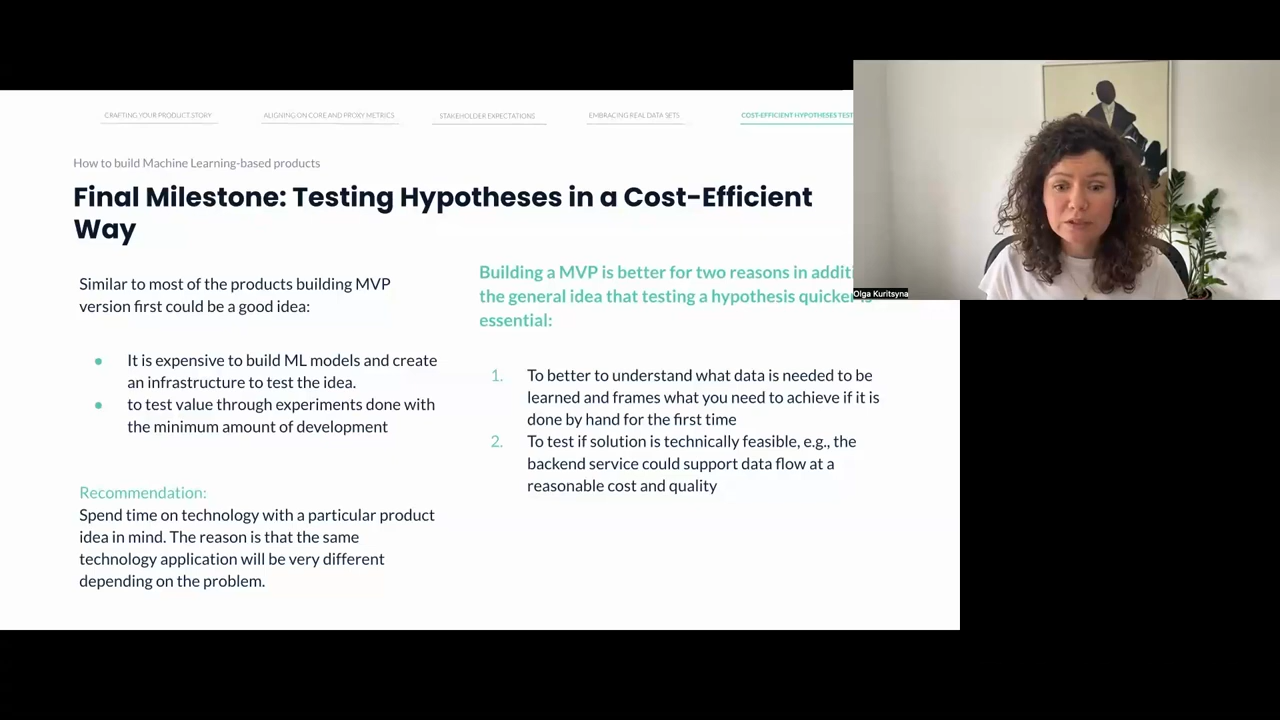 CRAFTING YOUR PRODUCT STORY
ALIGNING ON CORE AND PROXY METRICS
STAKEHOLDER EXPECTATIONS
EMBRACING REAL DATA SETS
COST-EFFICIENT HYPOTHESES TEST
How to build Machine Learning-based products
Final Milestone: Testing Hypotheses in a Cost-Efficient
Way
Similar to most of the products building MVP
version first could be a good idea:
● It is expensive to build ML models and create
an infrastructure to test the idea.
● to test value through experiments done with
the minimum amount of development
Recommendation:
Spend time on technology with a particular product
idea in mind. The reason is that the same
technology application will be very different
depending on the problem.
Building a MVP is better for two reasons in additi
the general idea that testing a hypothesis quicker is
essential:
1. To better to understand what data is needed to be
learned and frames what you need to achieve if it is
done by hand for the first time
2. To test if solution is technically feasible, e.g., the
backend service could support data flow at a
reasonable cost and quality
Olga Kuritsyna